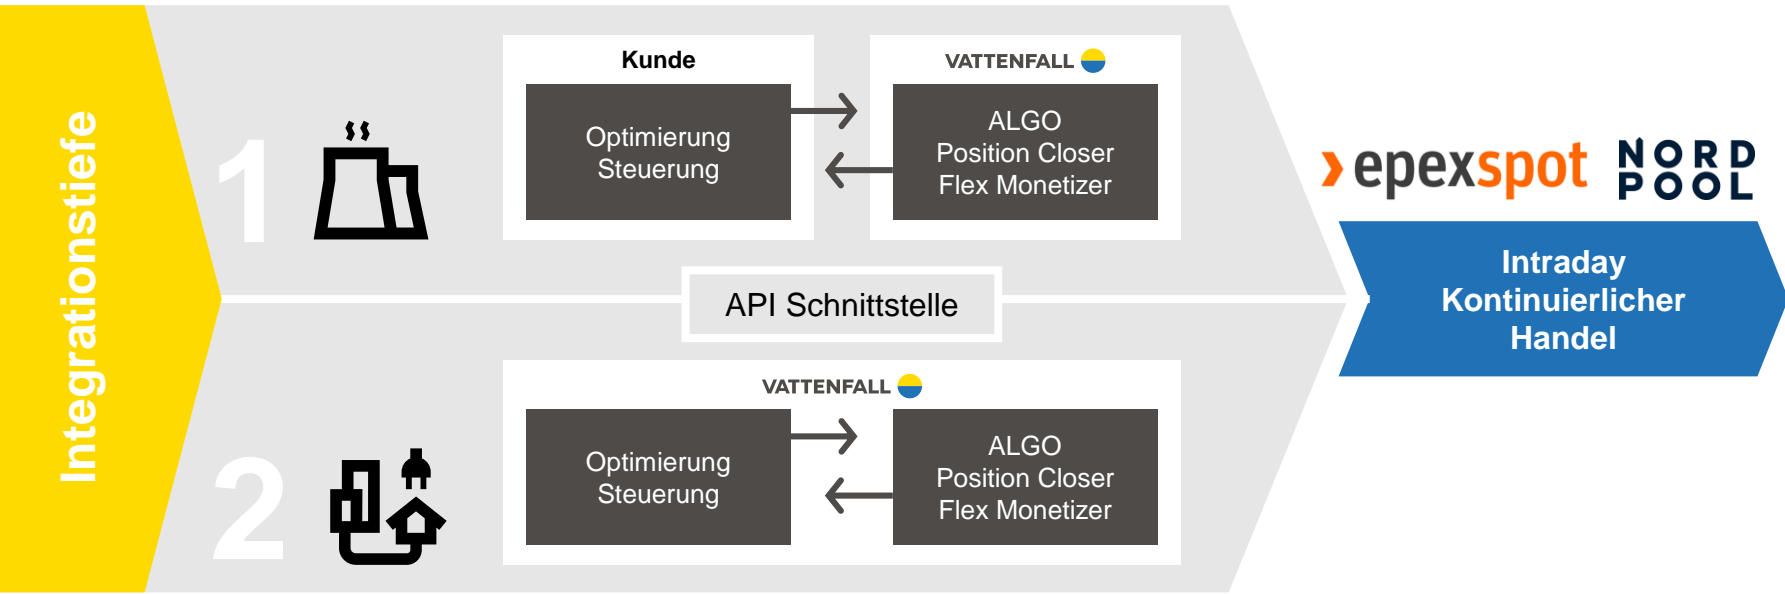 Integrationstiefe
1
Kunde
Optimierung
Steuerung
VATTENFALL
ALGO
Position Closer
Flex Monetizer
API Schnittstelle
2
VATTENFALL
Optimierung
Steuerung
ALGO
Position Closer
Flex Monetizer
epexspot
NORD
POOL
Intraday
Kontinuierlicher
Handel